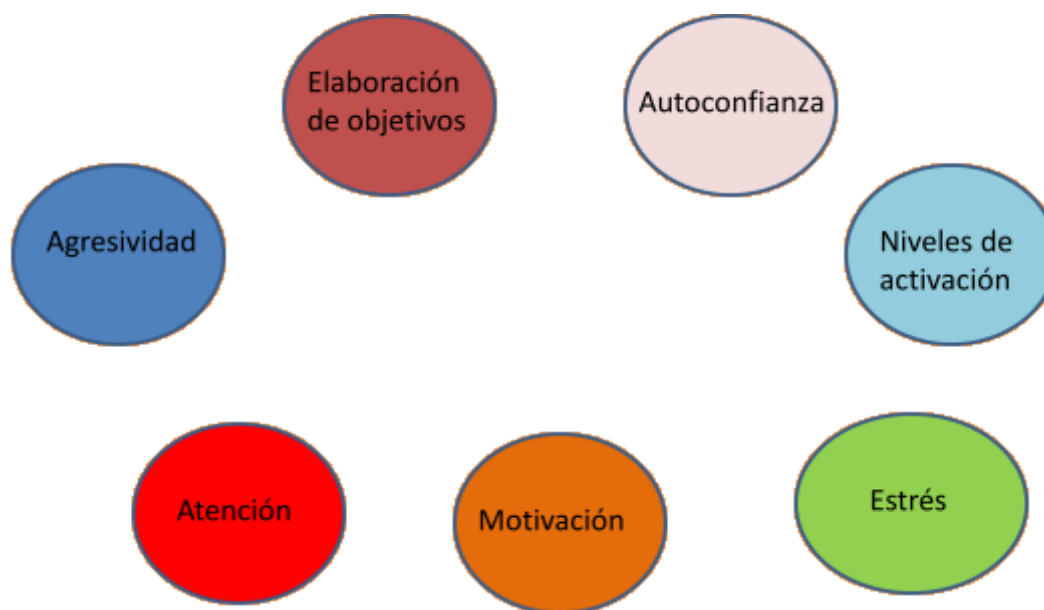 Elaboración
de objetivos
Autoconfianza
Agresividad
Niveles de
activación
Atención
Motivación
Estrés